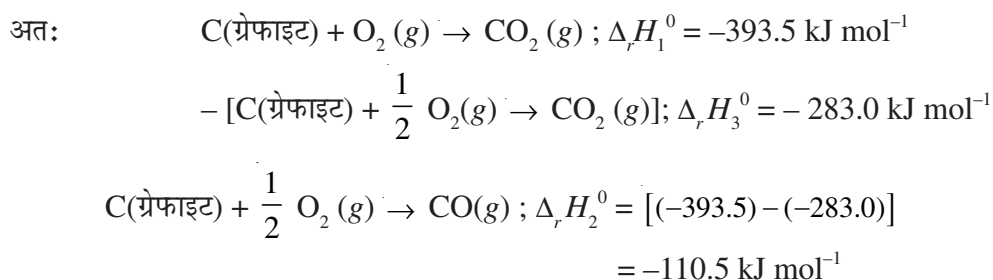 अतः C(ग्रेफाइट) + O₂ (g) → CO₂ (g) ; ΔᵣH₁⁰ = –393.5 kJ mol⁻¹
– [C(ग्रेफाइट) + 1/2 O₂(g) → CO₂ (g)]; ΔᵣH₃⁰ = – 283.0 kJ mol⁻¹
C(ग्रेफाइट) + 1/2 O₂ (g) → CO(g) ; ΔᵣH₂⁰ = [(–393.5) – (–283.0)]
= –110.5 kJ mol⁻¹